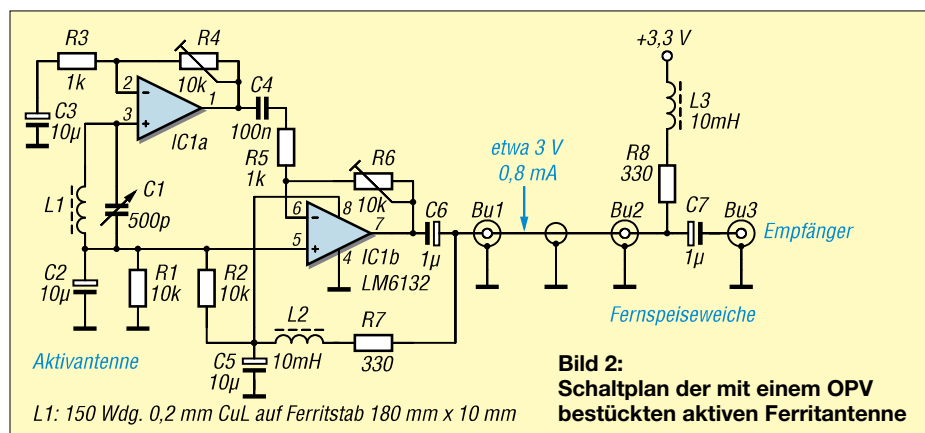 R3
1k
R4
10k
C4
100n
2
3
1
IC1a
C3
10µ
R5
1k
R6
10k
+3,3 V
L3
10mH
R8
330
etwa 3 V
0,8 mA
L1
C1
500p
6
5
8
7
4
IC1b
LM6132
C6
1µ
Bu1
Bu2
C7
1µ
Bu3
Empfänger
C2
10µ
R1
10k
R2
10k
L2
10mH
R7
330
C5
10µ
Aktivantenne
Fernspeiseweiche
L1: 150 Wdg. 0,2 mm CuL auf Ferritstab 180 mm x 10 mm
Bild 2:
Schaltplan der mit einem OPV
bestückten aktiven Ferritantenne